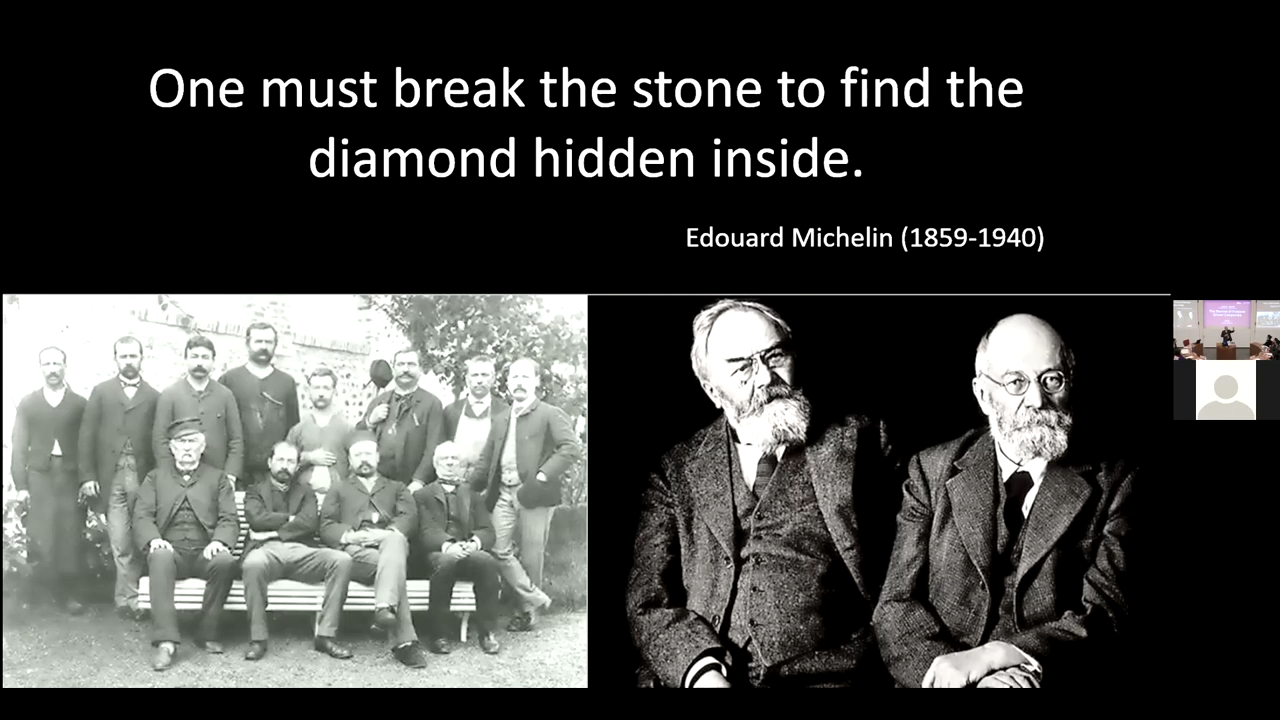 One must break the stone to find the
diamond hidden inside.
Edouard Michelin (1859-1940)